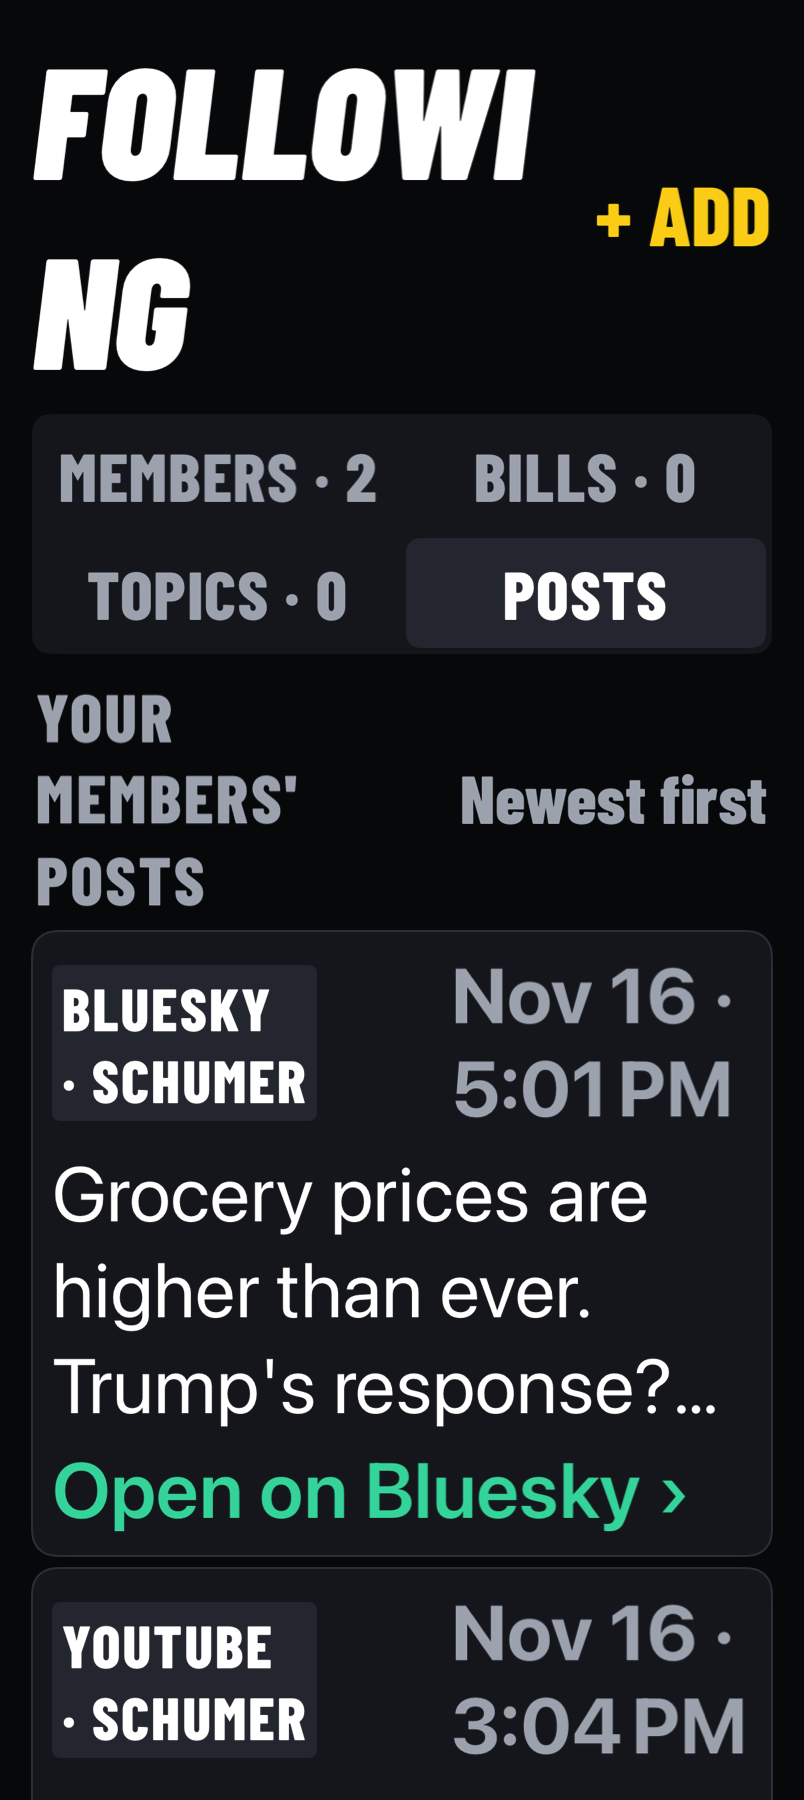 FOLLOWI
NG
+ ADD
MEMBERS · 2
BILLS · 0
TOPICS · 0
POSTS
YOUR
MEMBERS'
POSTS
Newest first
BLUESKY
· SCHUMER
Nov 16 ·
5:01 PM
Grocery prices are
higher than ever.
Trump's response?...
Open on Bluesky ›
YOUTUBE
· SCHUMER
Nov 16 ·
3:04 PM